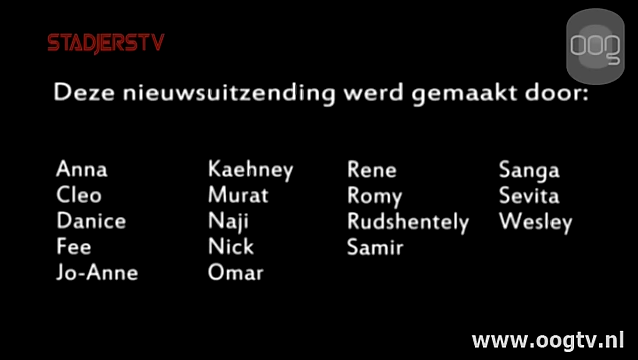 STADJERSTV
oog
Deze nieuwsuitzending werd gemaakt door:
Anna
Cleo
Danice
Fee
Jo-Anne
Kaehney
Murat
Naji
Nick
Omar
Rene
Romy
Rudshentely
Samir
Sanga
Sevita
Wesley
www.oogtv.nl